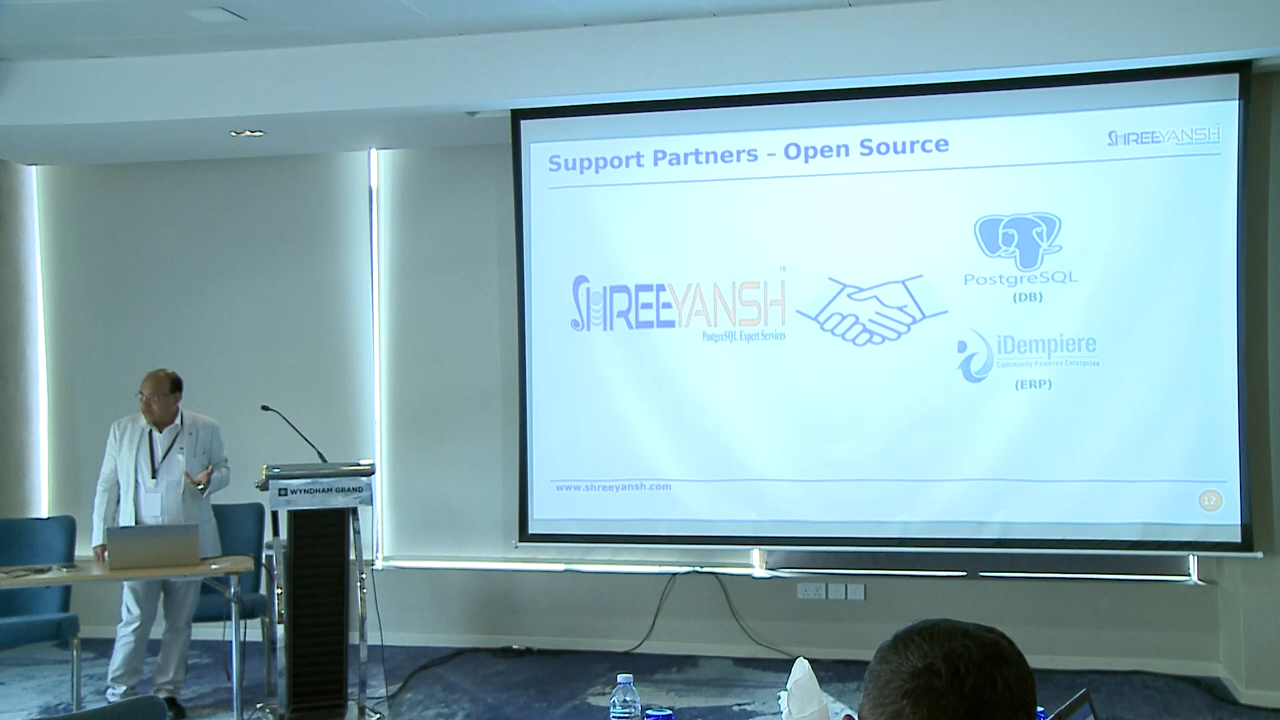 Support Partners – Open Source
SHREEYANSH
SHREEYANSH
PostgreSQL Expert Services
PostgreSQL
(DB)
iDempiere
Community Powered Enterprise
(ERP)
www.shreeyansh.com
12
WYNDHAM GRAND